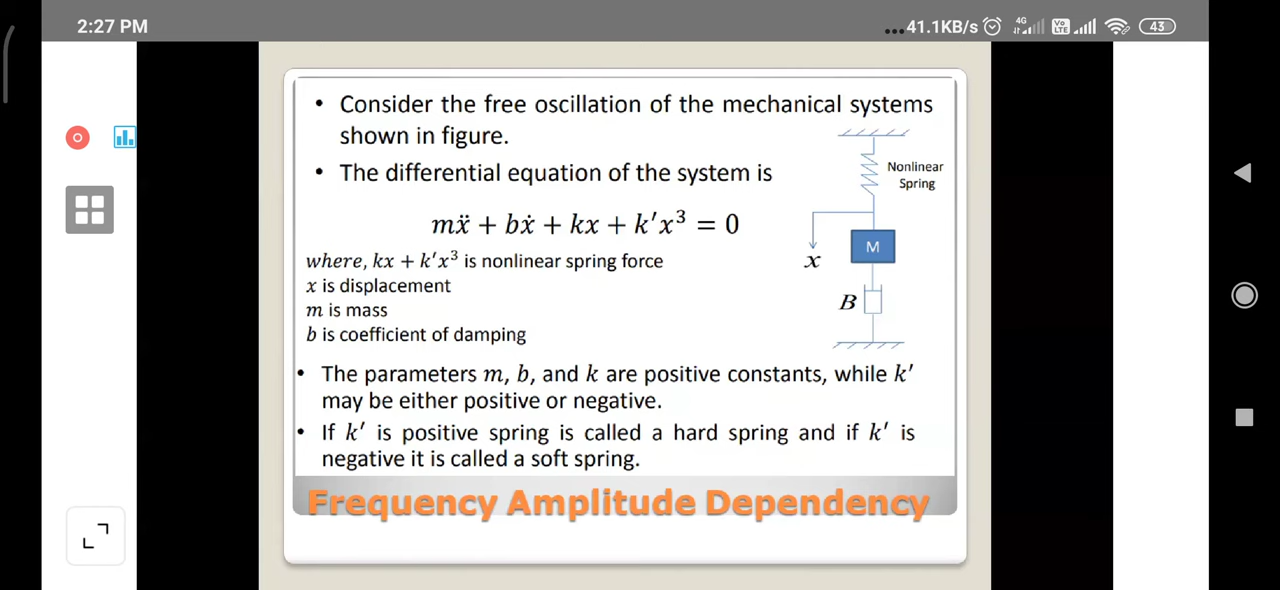 2:27 PM
...41.1KB/s 4G Vo LTE 43
• Consider the free oscillation of the mechanical systems
shown in figure.
• The differential equation of the system is
mẍ + bẋ + kx + k′x³ = 0
where, kx + k′x³ is nonlinear spring force
x is displacement
m is mass
b is coefficient of damping
Nonlinear
Spring
M
x
B
• The parameters m, b, and k are positive constants, while k′
may be either positive or negative.
• If k′ is positive spring is called a hard spring and if k′ is
negative it is called a soft spring.
Frequency Amplitude Dependency